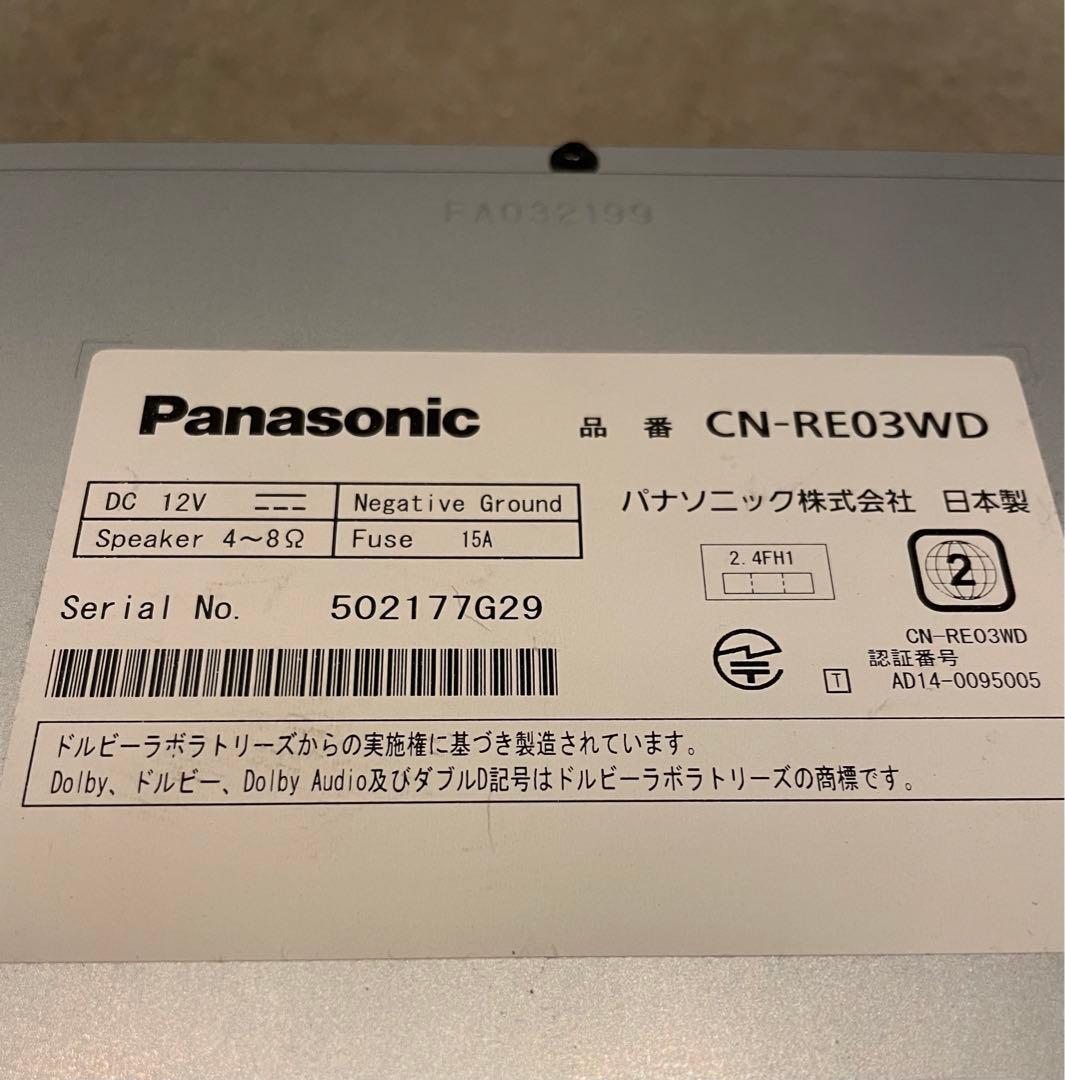 FA032199
Panasonic 品番 CN-RE03WD
DC 12V Negative Ground
Speaker 4～8Ω Fuse 15A
パナソニック株式会社 日本製
2.4FH1
2
Serial No. 502177G29
CN-RE03WD
認証番号
T AD14-0095005
ドルビーラボラトリーズからの実施権に基づき製造されています。
Dolby、ドルビー、Dolby Audio及びダブルD記号はドルビーラボラトリーズの商標です。